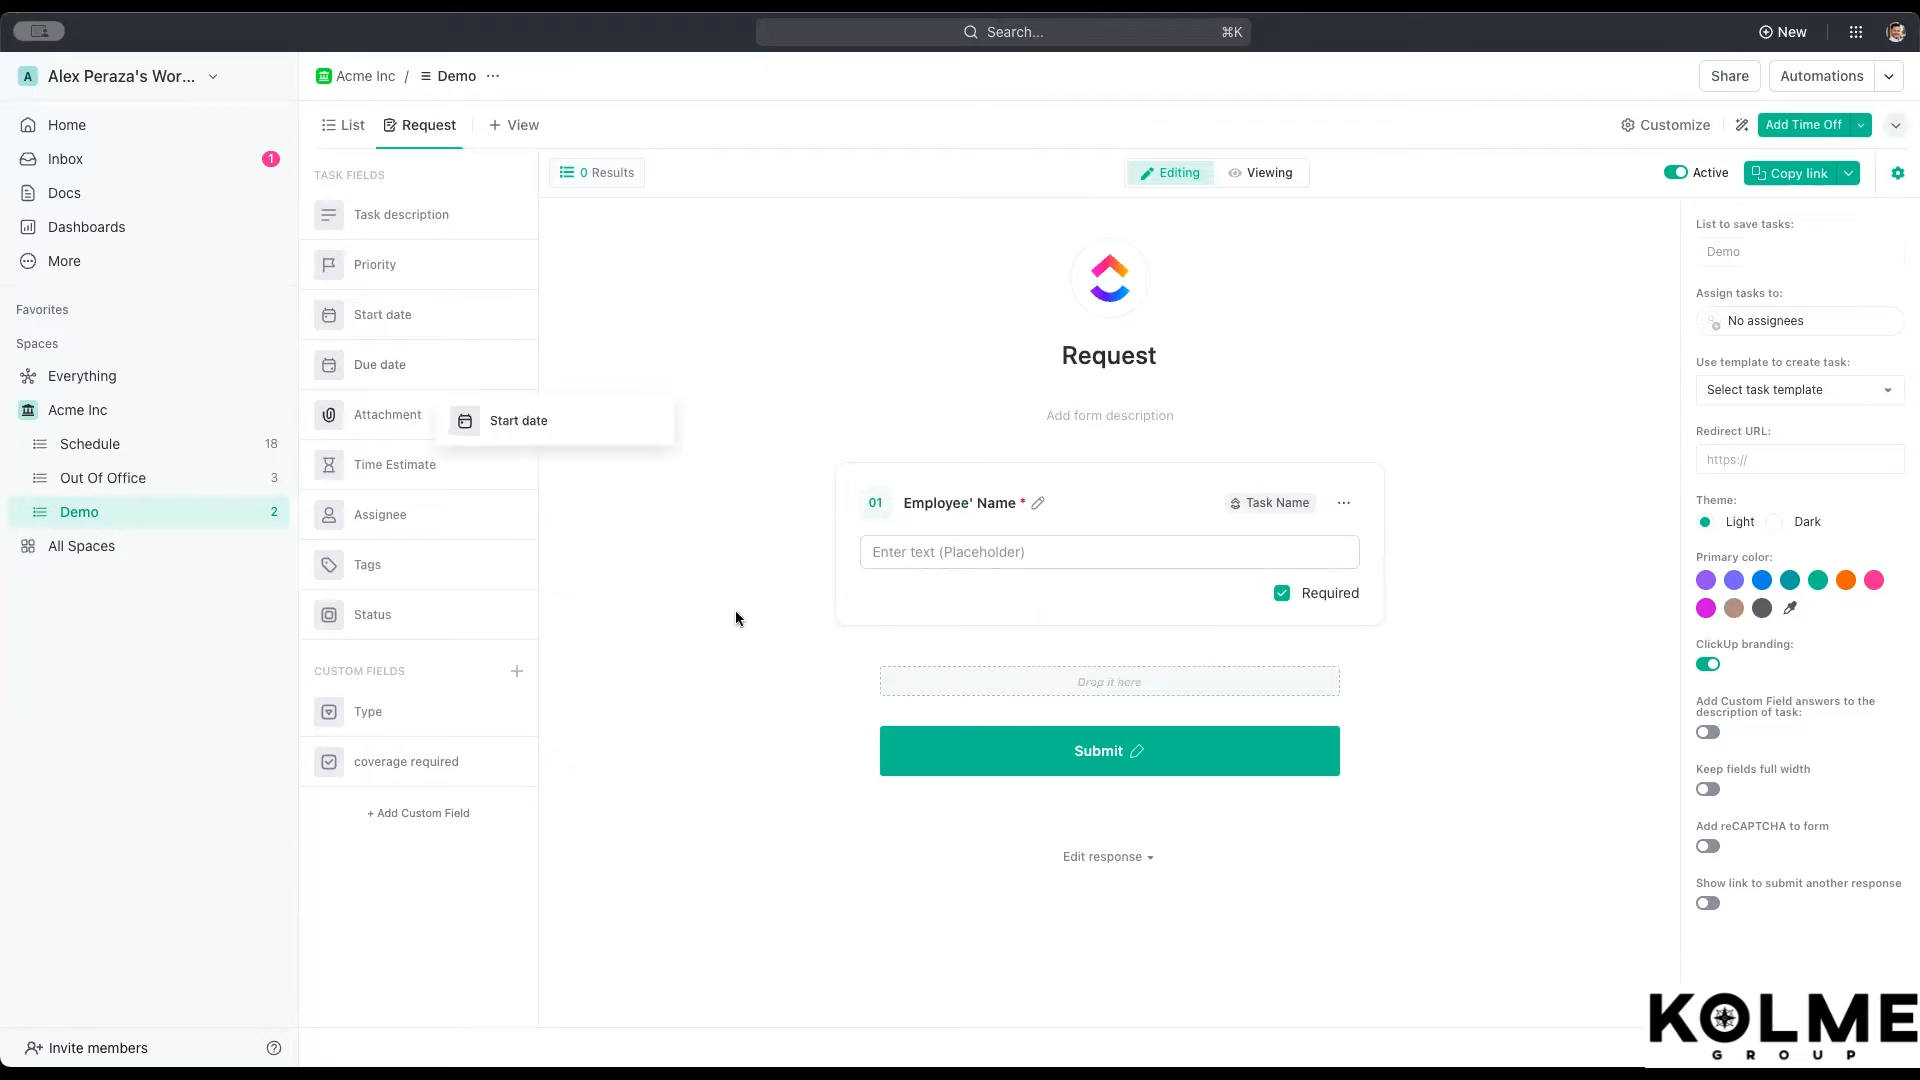 Search...
⌘K
New
A
Alex Peraza's Wor...
Acme Inc / Demo ...
Share
Automations
Home
Inbox
1
Docs
Dashboards
More
Favorites
Spaces
Everything
Acme Inc
Schedule
18
Out Of Office
3
Demo
2
All Spaces
Invite members
List
Request
+ View
Customize
Add Time Off
TASK FIELDS
Task description
Priority
Start date
Due date
Attachment
Start date
Time Estimate
Assignee
Tags
Status
CUSTOM FIELDS
Type
coverage required
+ Add Custom Field
0 Results
Editing
Viewing
Active
Copy link
Request
Add form description
01
Employee' Name *
Task Name
Enter text (Placeholder)
Required
Drop it here
Submit
Edit response
List to save tasks:
Demo
Assign tasks to:
No assignees
Use template to create task:
Select task template
Redirect URL:
https://
Theme:
Light
Dark
Primary color:
ClickUp branding:
Add Custom Field answers to the
description of task:
Keep fields full width
Add reCAPTCHA to form
Show link to submit another response
KOLME
GROUP